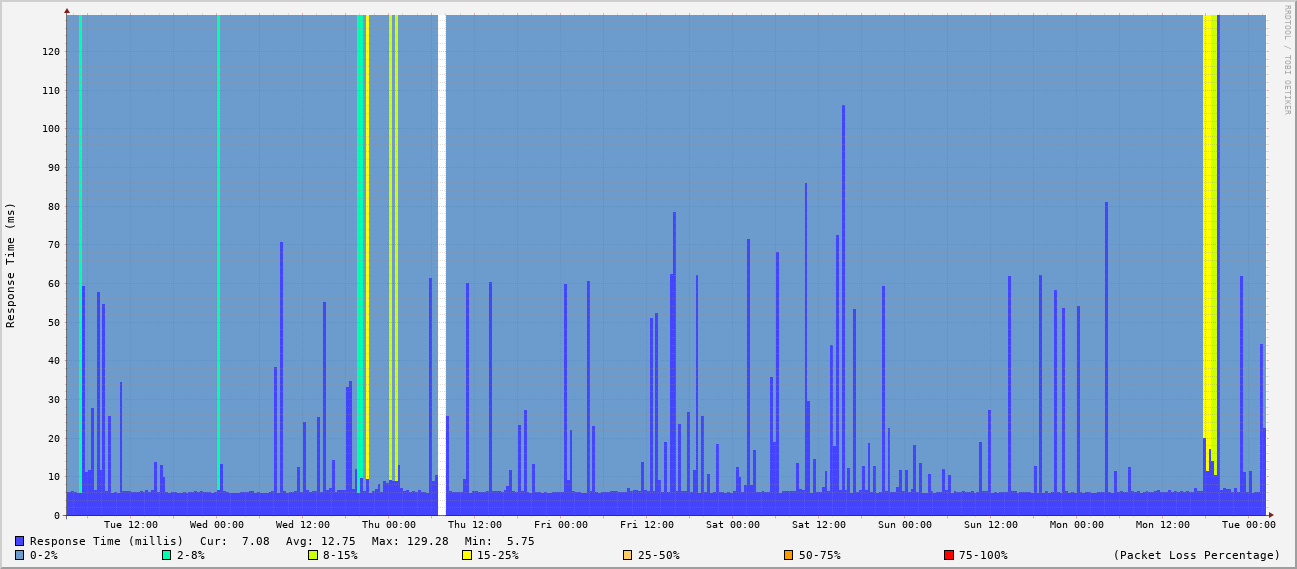 RRDTOOL / TOBI OETIKER
Response Time (ms)
120
110
100
90
80
70
60
50
40
30
20
10
0
Tue 12:00 Wed 00:00 Wed 12:00 Thu 00:00 Thu 12:00 Fri 00:00 Fri 12:00 Sat 00:00 Sat 12:00 Sun 00:00 Sun 12:00 Mon 00:00 Mon 12:00 Tue 00:00
Response Time (millis) Cur: 7.08 Avg: 12.75 Max: 129.28 Min: 5.75
0-2% 2-8% 8-15% 15-25% 25-50% 50-75% 75-100% (Packet Loss Percentage)